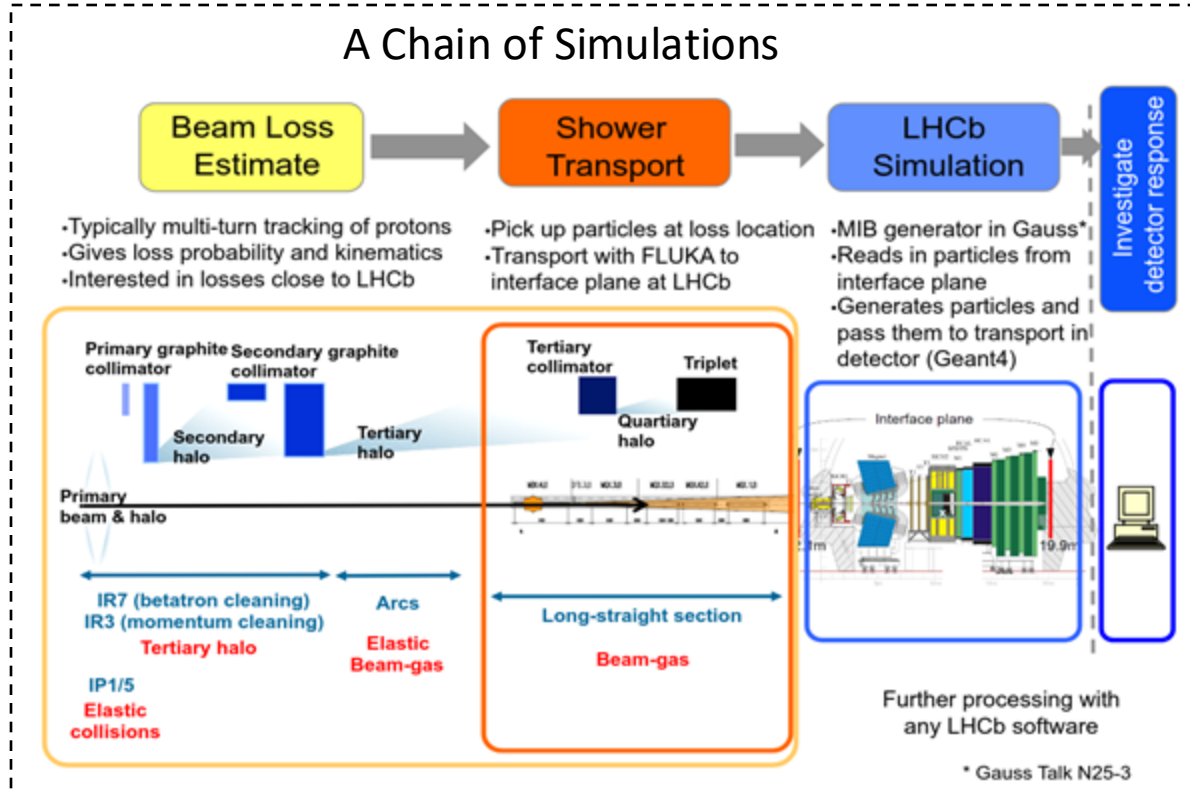 A Chain of Simulations
Beam Loss
Estimate
Shower
Transport
LHCb
Simulation
Investigate
detector response
•Typically multi-turn tracking of protons
•Gives loss probability and kinematics
•Interested in losses close to LHCb
•Pick up particles at loss location
•Transport with FLUKA to
interface plane at LHCb
•MIB generator in Gauss*
•Reads in particles from
interface plane
•Generates particles and
pass them to transport in
detector (Geant4)
Primary graphite
collimator
Secondary graphite
collimator
Secondary
halo
Tertiary
halo
Primary
beam & halo
Tertiary
collimator
Triplet
Quartiary
halo
Interface plane
Magnet
19.9m
IR7 (betatron cleaning)
IR3 (momentum cleaning)
Tertiary halo
Arcs
Elastic
Beam-gas
Long-straight section
Beam-gas
IP1/5
Elastic
collisions
Further processing with
any LHCb software
* Gauss Talk N25-3